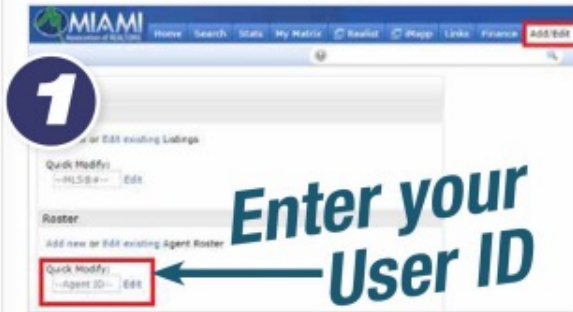 MIAMI
Association of REALTORS
Home Search Stats My Matrix Realist iMapp Links Finance Add/Edit
1
or Edit existing Listings
Quick Modify:
--MLS®#-- Edit
Roster
Add new or Edit existing Agent Roster
Quick Modify:
--Agent ID-- Edit
Enter your
User ID